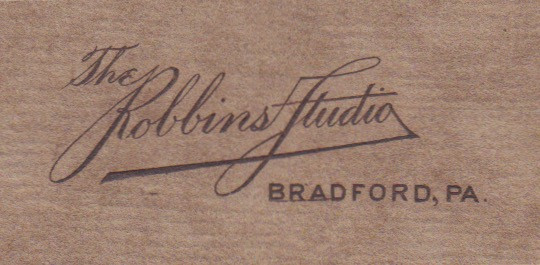 The
Robbins Studio
BRADFORD, PA.